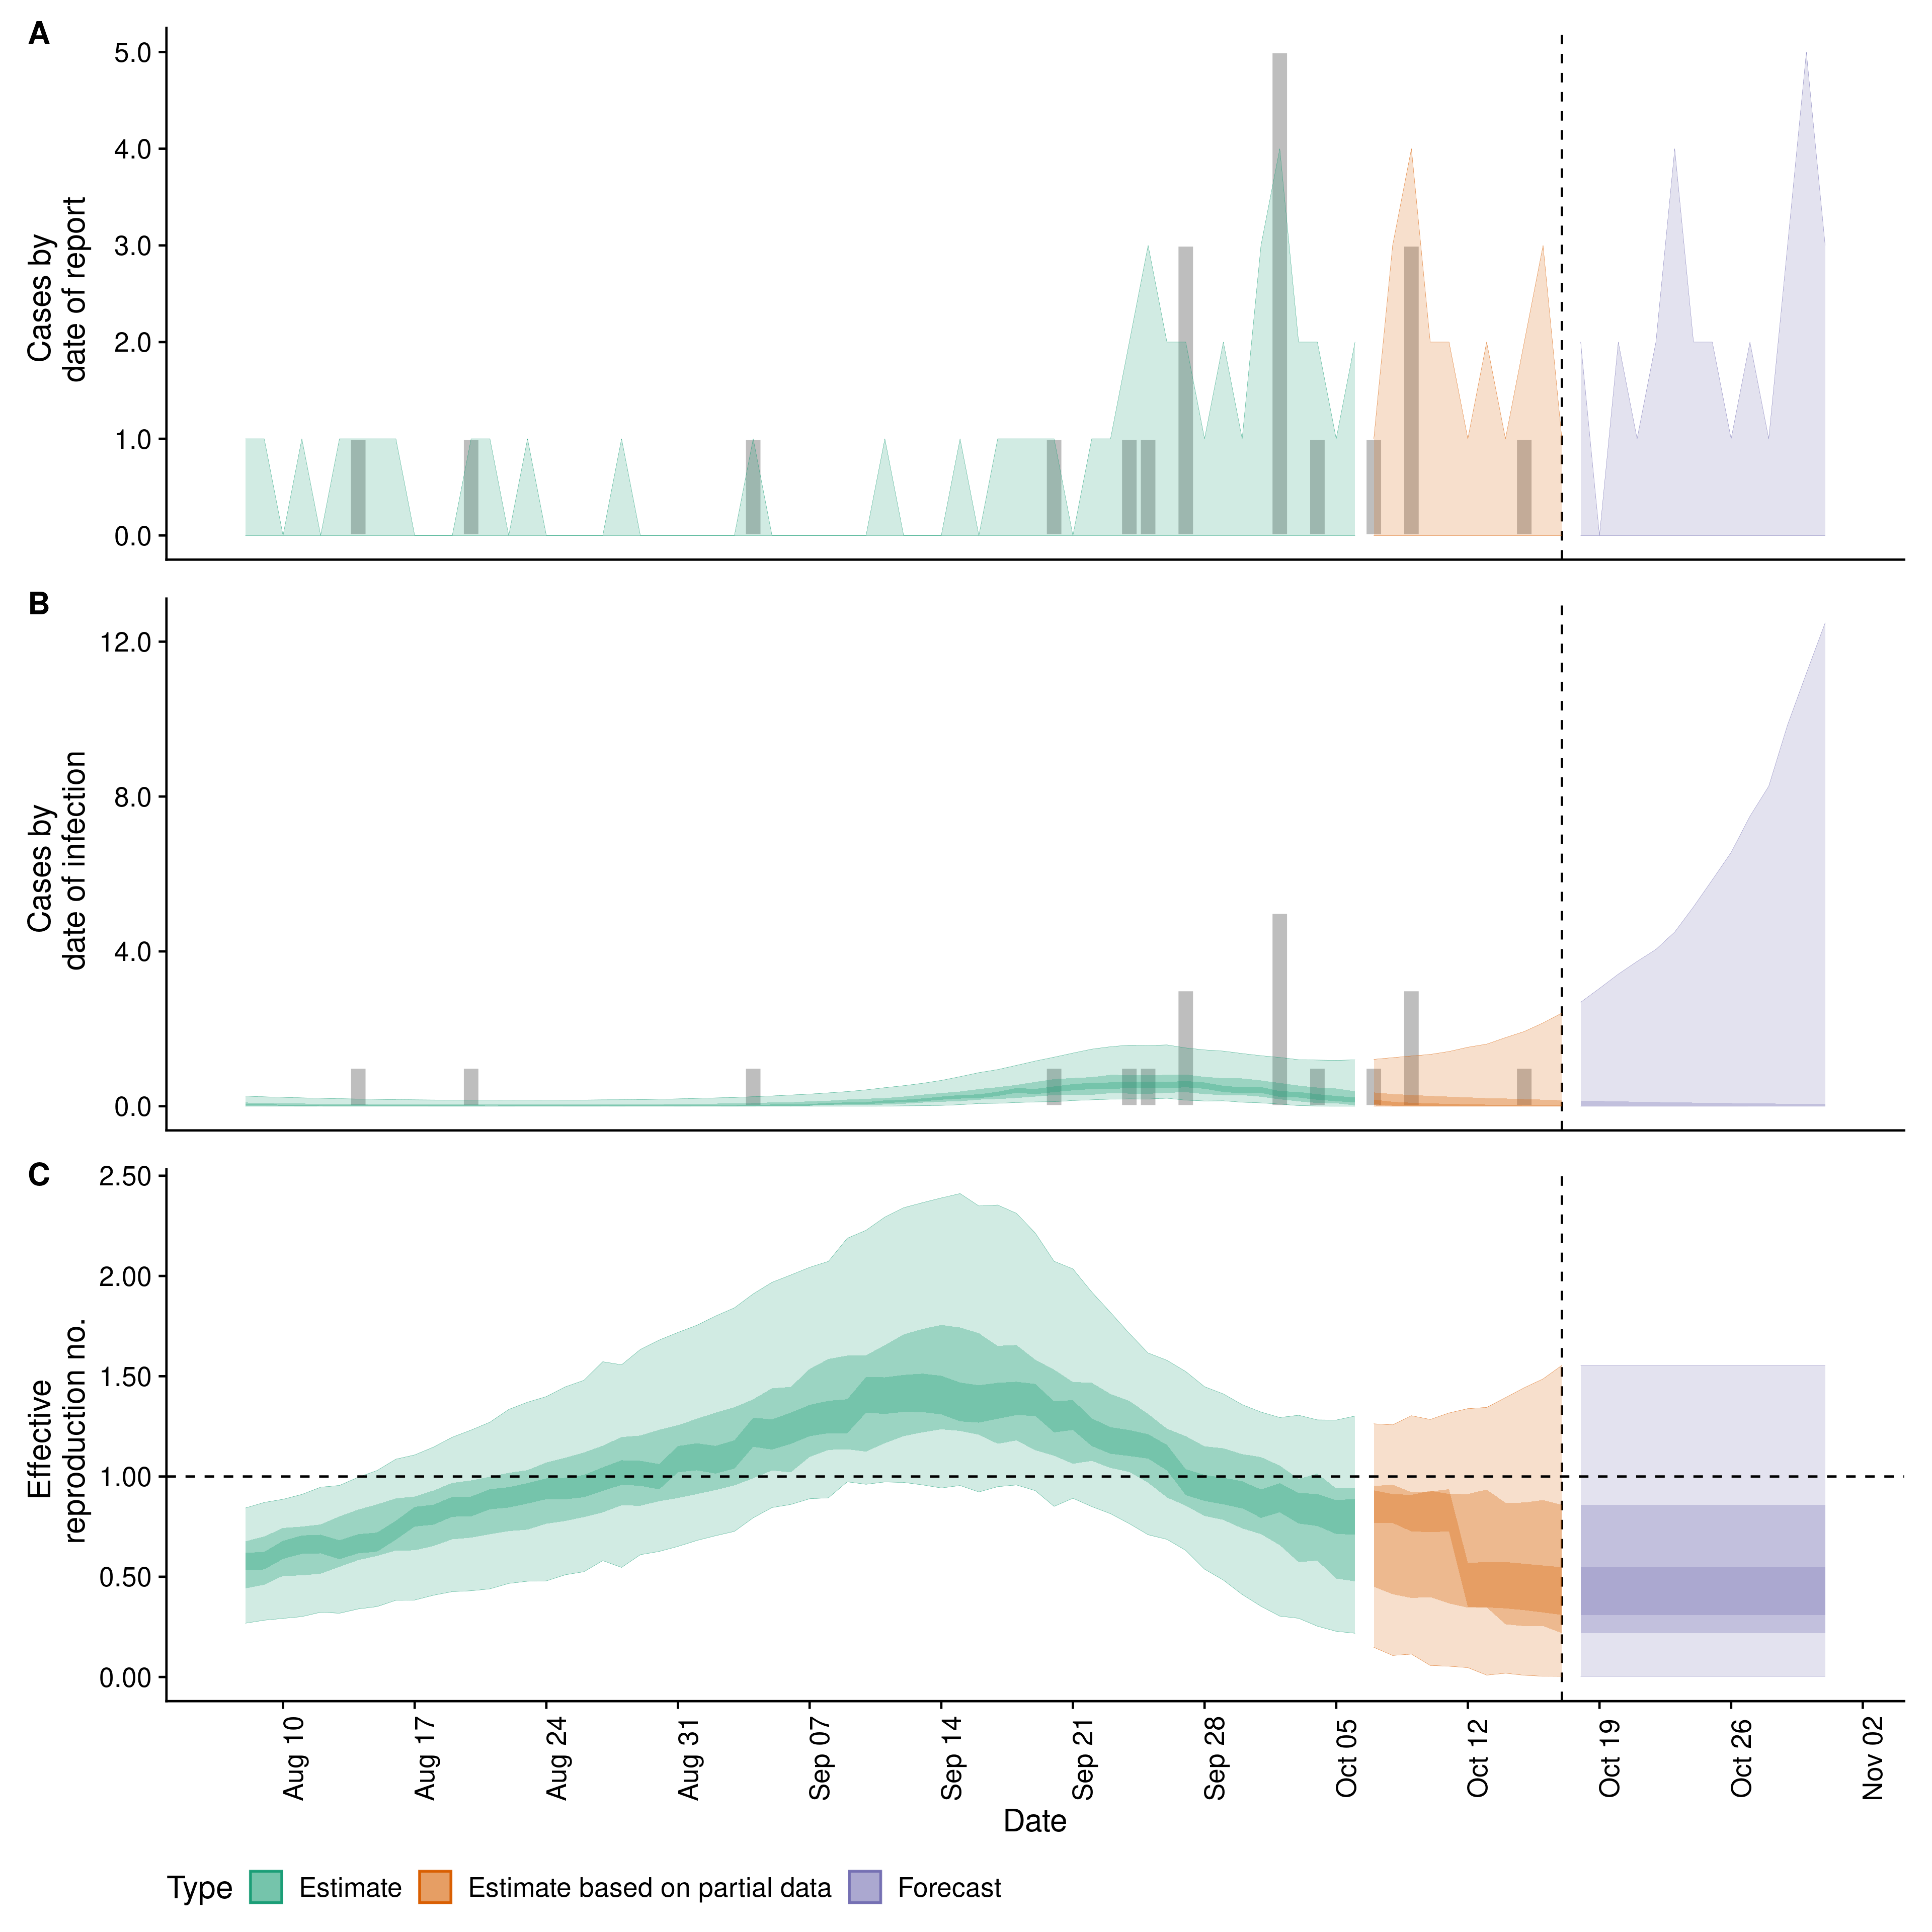 A
5.0
4.0
3.0
2.0
1.0
0.0
Cases by
date of report
B
12.0
8.0
4.0
0.0
Cases by
date of infection
C
2.50
2.00
1.50
1.00
0.50
0.00
Effective
reproduction no.
Aug 10
Aug 17
Aug 24
Aug 31
Sep 07
Sep 14
Sep 21
Sep 28
Oct 05
Oct 12
Oct 19
Oct 26
Nov 02
Date
Type Estimate Estimate based on partial data Forecast